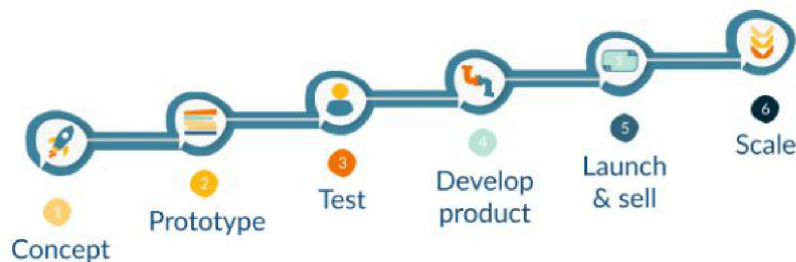 1
Concept
2
Prototype
3
Test
4
Develop
product
5
Launch
& sell
6
Scale